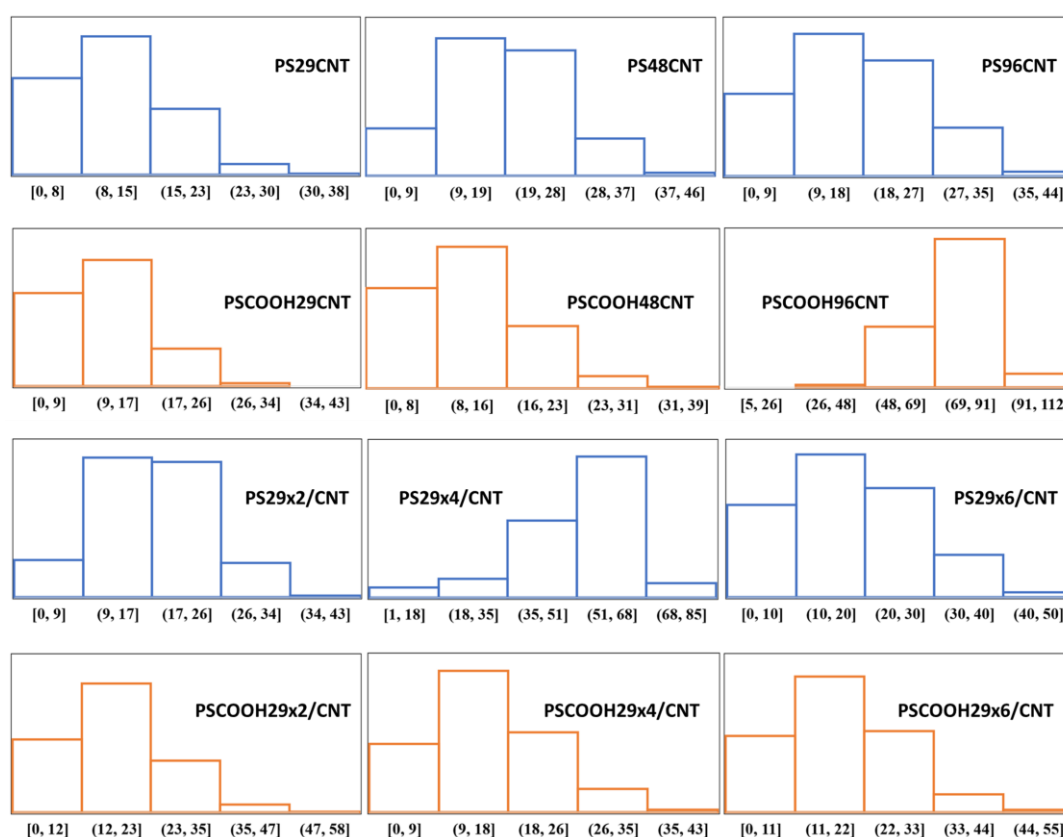 PS29CNT PS48CNT PS96CNT
[0, 8] (8, 15] (15, 23] (23, 30] (30, 38] [0, 9] (9, 19] (19, 28] (28, 37] (37, 46] [0, 9] (9, 18] (18, 27] (27, 35] (35, 44]
PSCOOH29CNT PSCOOH48CNT PSCOOH96CNT
[0, 9] (9, 17] (17, 26] (26, 34] (34, 43] [0, 8] (8, 16] (16, 23] (23, 31] (31, 39] [5, 26] (26, 48] (48, 69] (69, 91] (91, 112]
PS29x2/CNT PS29x4/CNT PS29x6/CNT
[0, 9] (9, 17] (17, 26] (26, 34] (34, 43] [1, 18] (18, 35] (35, 51] (51, 68] (68, 85] [0, 10] (10, 20] (20, 30] (30, 40] (40, 50]
PSCOOH29x2/CNT PSCOOH29x4/CNT PSCOOH29x6/CNT
[0, 12] (12, 23] (23, 35] (35, 47] (47, 58] [0, 9] (9, 18] (18, 26] (26, 35] (35, 43] [0, 11] (11, 22] (22, 33] (33, 44] (44, 55]